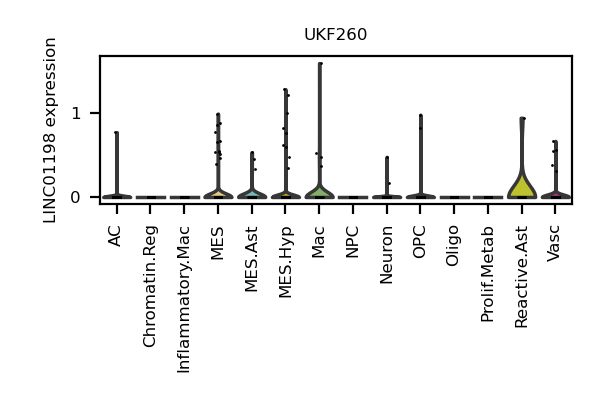 UKF260
LINC01198 expression
1
0
AC
Chromatin.Reg
Inflammatory.Mac
MES
MES.Ast
MES.Hyp
Mac
NPC
Neuron
OPC
Oligo
Prolif.Metab
Reactive.Ast
Vasc